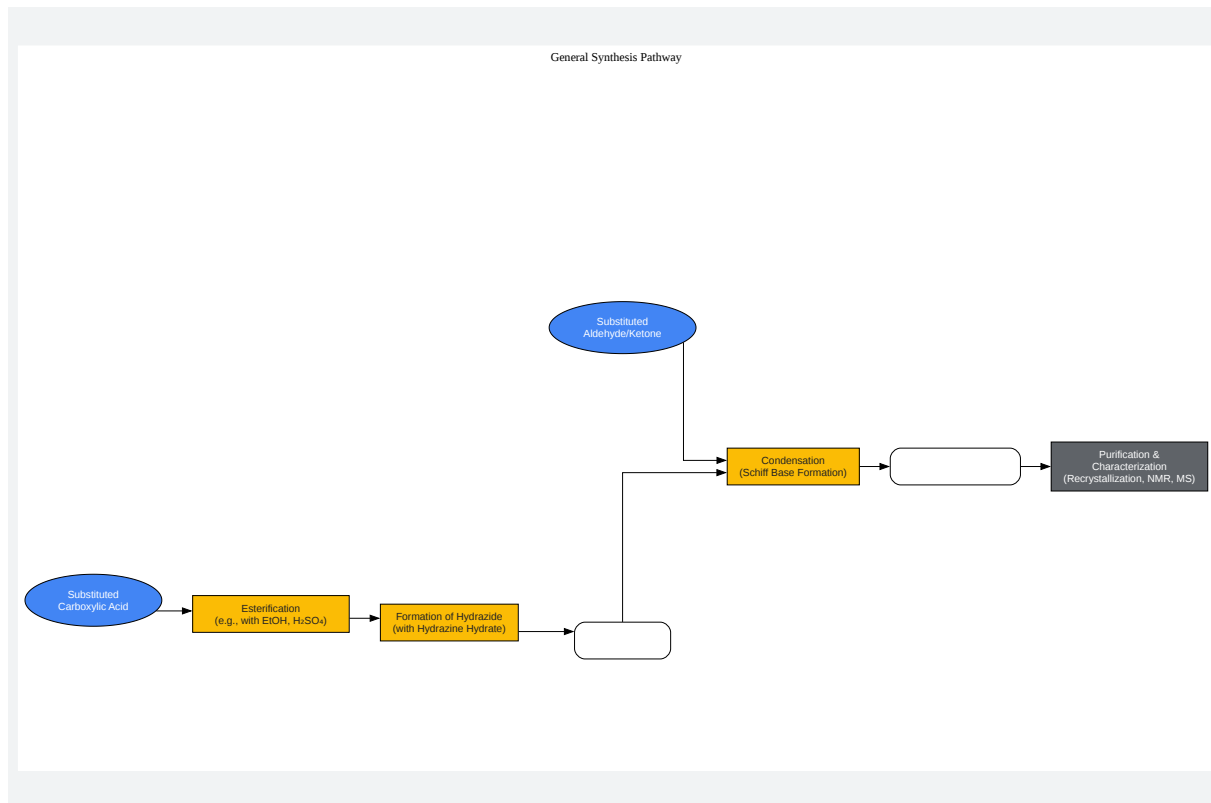 General Synthesis Pathway
Substituted
Aldehyde/Ketone
Condensation
(Schiff Base Formation)
Purification &
Characterization
(Recrystallization, NMR, MS)
Substituted
Carboxylic Acid
Esterification
(e.g., with EtOH, H₂SO₄)
Formation of Hydrazide
(with Hydrazine Hydrate)